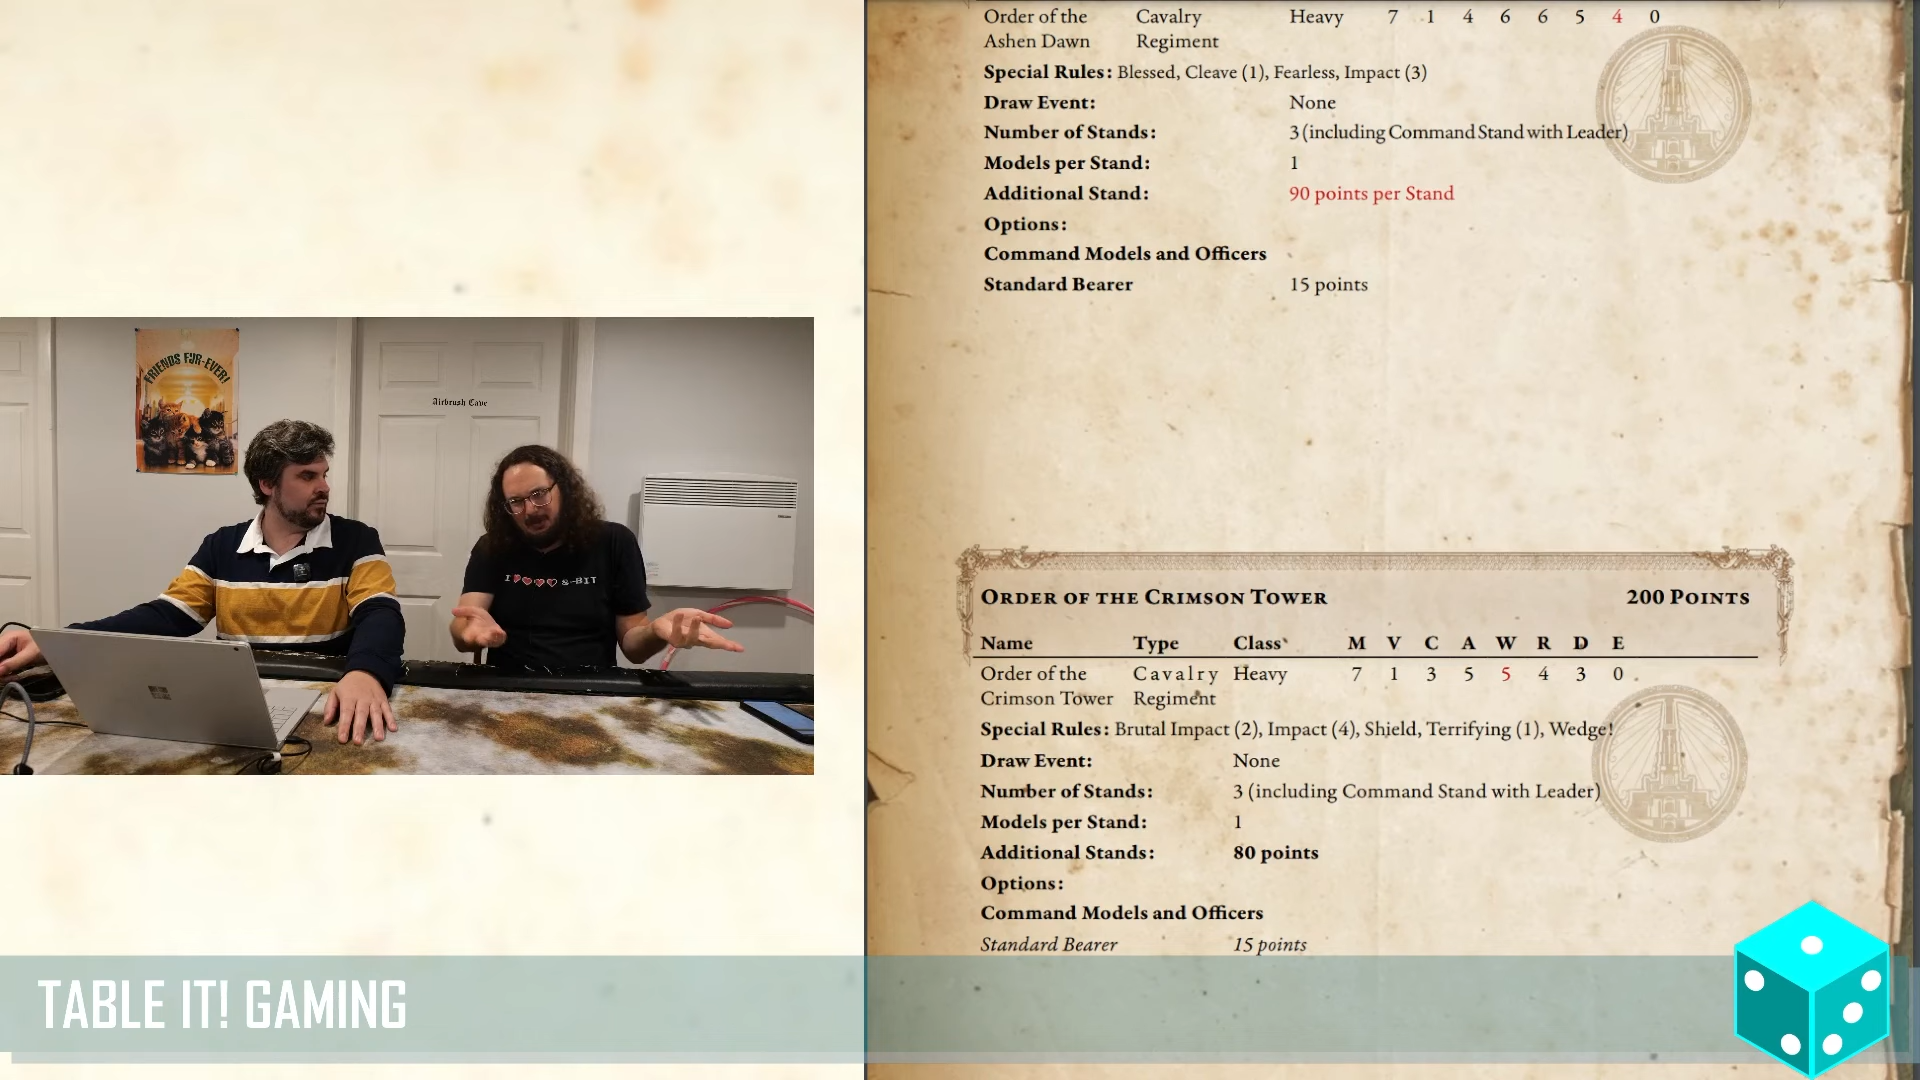 Order of the Cavalry Heavy 7 1 4 6 6 5 4 0
Ashen Dawn Regiment
Special Rules: Blessed, Cleave (1), Fearless, Impact (3)
Draw Event: None
Number of Stands: 3 (including Command Stand with Leader)
Models per Stand: 1
Additional Stand: 90 points per Stand
Options:
Command Models and Officers
Standard Bearer 15 points
FRIENDS FUR-EVER!
Airbrush Cave
I 8-BIT
ORDER OF THE CRIMSON TOWER 200 POINTS
Name Type Class M V C A W R D E
Order of the Cavalry Heavy 7 1 3 5 5 4 3 0
Crimson Tower Regiment
Special Rules: Brutal Impact (2), Impact (4), Shield, Terrifying (1), Wedge!
Draw Event: None
Number of Stands: 3 (including Command Stand with Leader)
Models per Stand: 1
Additional Stands: 80 points
Options:
Command Models and Officers
Standard Bearer 15 points
TABLE IT! GAMING